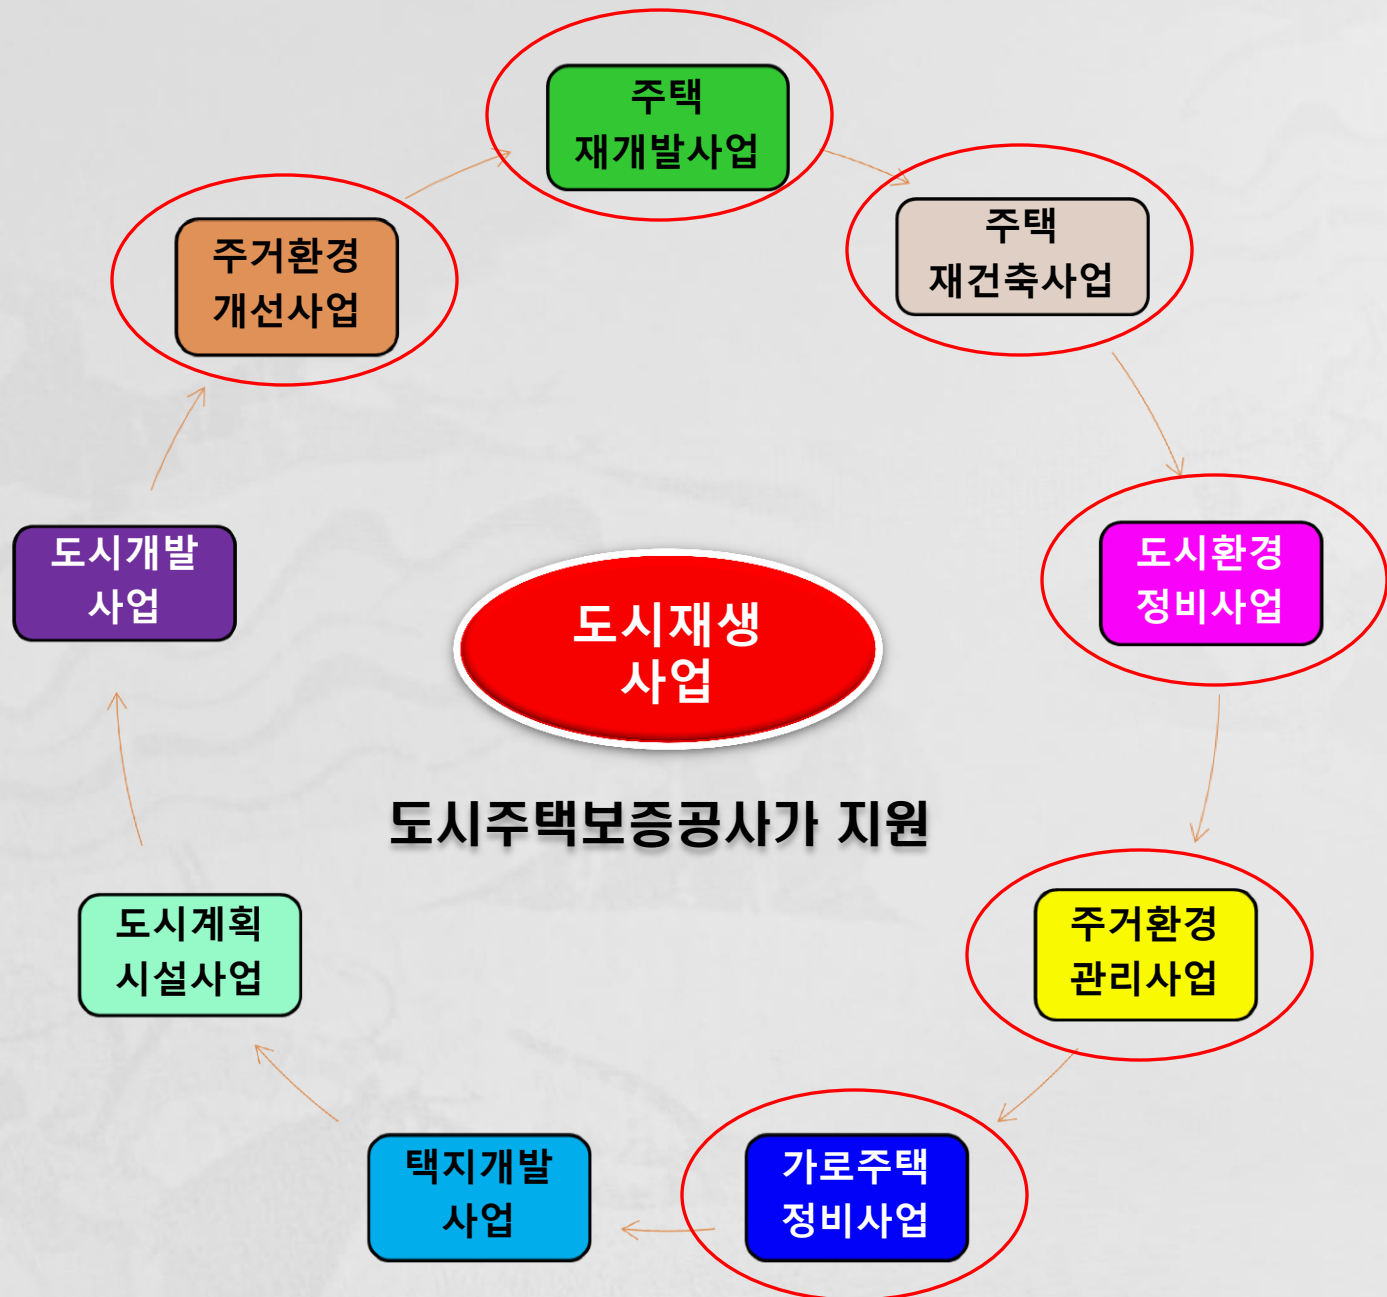 주택
재개발사업
주택
재건축사업
주거환경
개선사업
도시환경
정비사업
도시개발
사업
도시재생
사업
도시주택보증공사가 지원
주거환경
관리사업
도시계획
시설사업
택지개발
사업
가로주택
정비사업